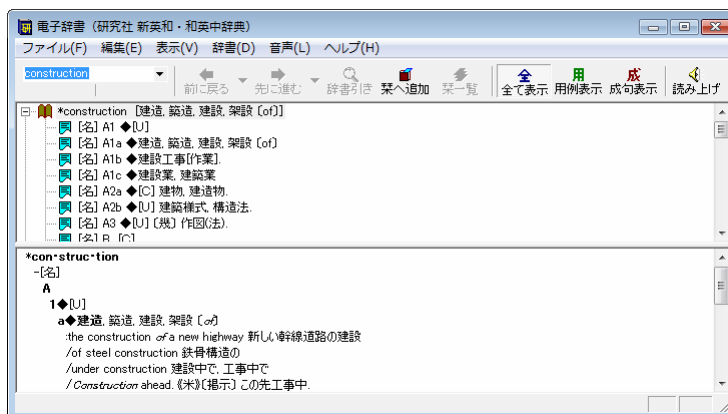 電子辞書 (研究社 新英和・和英中辞典)
ファイル(F) 編集(E) 表示(V) 辞書(D) 音声(L) ヘルプ(H)
construction
前に戻る 先に進む 辞書引き 栞へ追加 栞一覧 全 全て表示 用 用例表示 成 成句表示 読み上げ
*construction [建造, 築造, 建設, 架設 〔of〕]
[名] A1 ◆[U]
[名] A1a ◆建造, 築造, 建設, 架設 〔of〕
[名] A1b ◆建設工事[作業].
[名] A1c ◆建設業, 建築業
[名] A2a ◆[C] 建物, 建造物.
[名] A2b ◆[U] 建築様式, 構造法.
[名] A3 ◆[U] 〔幾〕 作図(法).
[名] B [C]
*con・struc・tion
-[名]
A
1◆[U]
a◆建造, 築造, 建設, 架設 〔of〕
:the construction of a new highway 新しい幹線道路の建設
/of steel construction 鉄骨構造の
/under construction 建設中で, 工事中で
/Construction ahead. 《米》〔掲示〕 この先工事中.